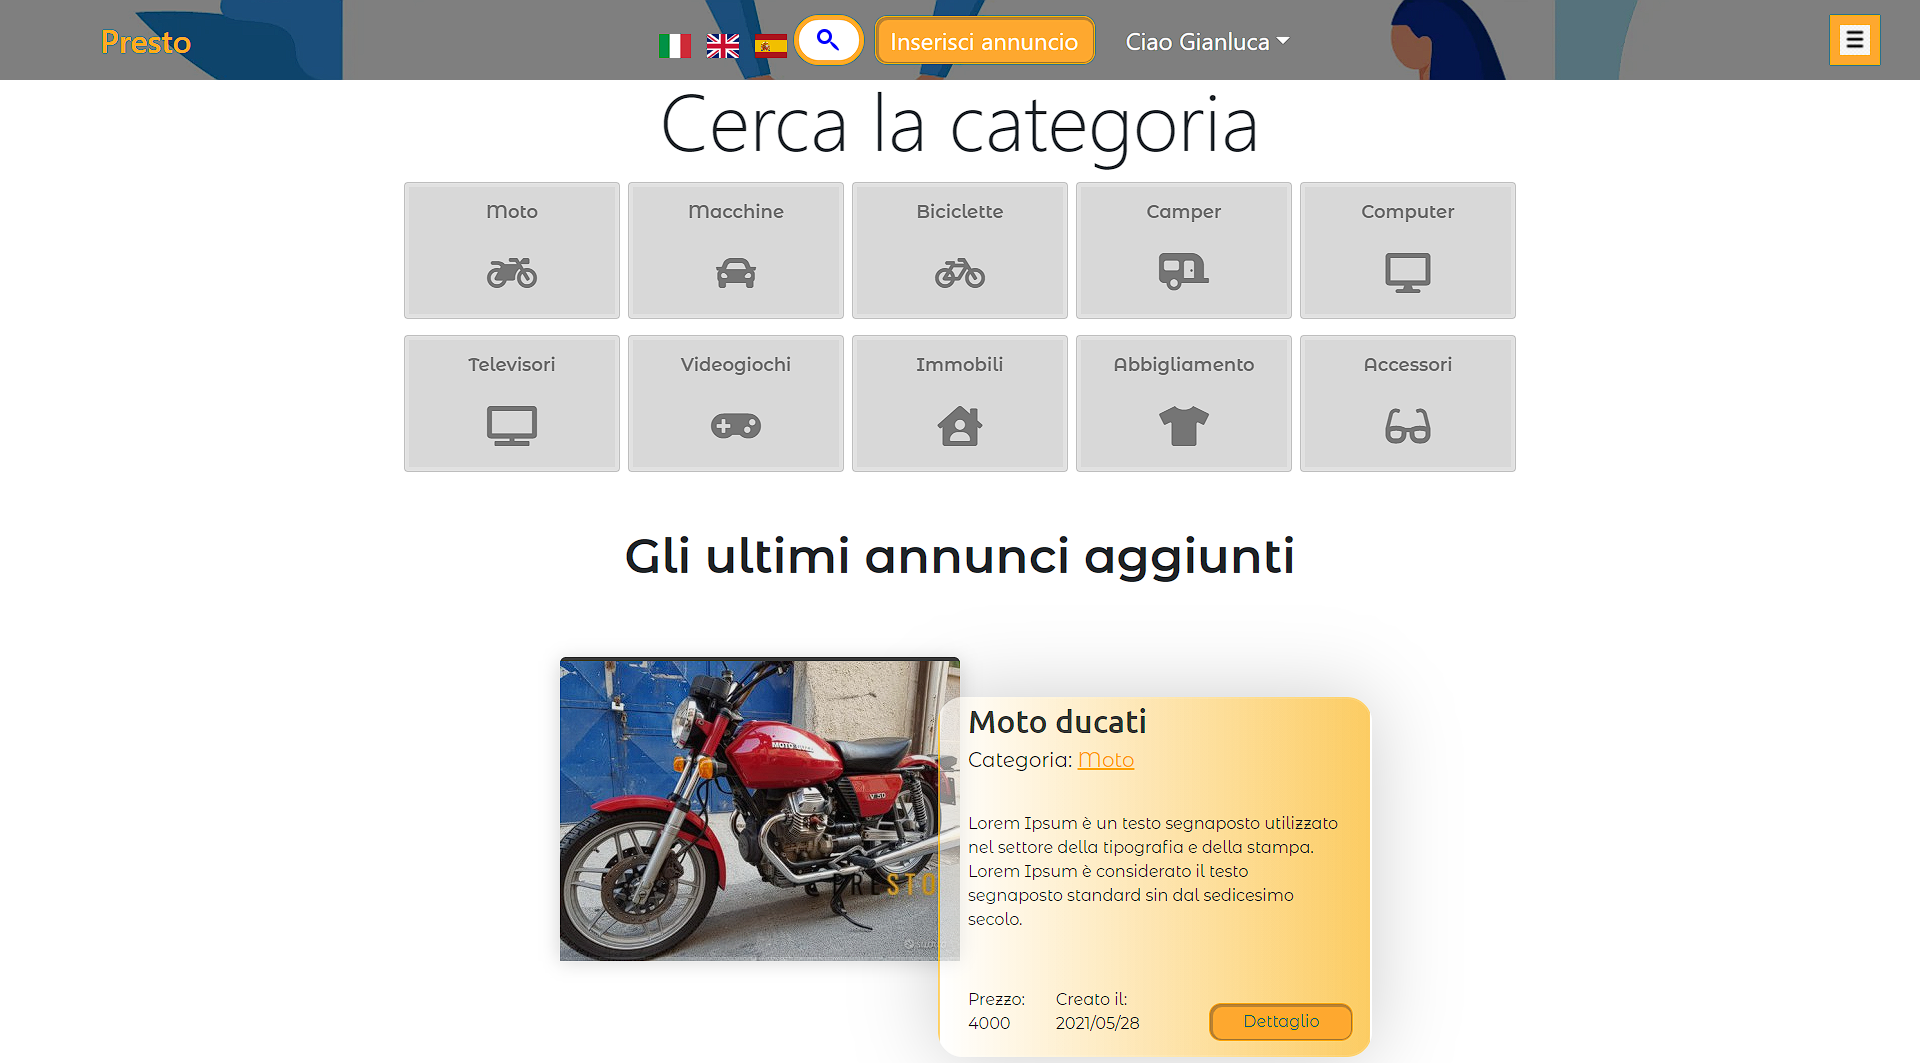 Presto
Inserisci annuncio
Ciao Gianluca
Cerca la categoria
Moto
Macchine
Biciclette
Camper
Computer
Televisori
Videogiochi
Immobili
Abbigliamento
Accessori
Gli ultimi annunci aggiunti
V 50
PRESTO
Moto ducati
Categoria: Moto
Lorem Ipsum è un testo segnaposto utilizzato
nel settore della tipografia e della stampa.
Lorem Ipsum è considerato il testo
segnaposto standard sin dal sedicesimo
secolo.
Prezzo:
4000
Creato il:
2021/05/28
Dettaglio